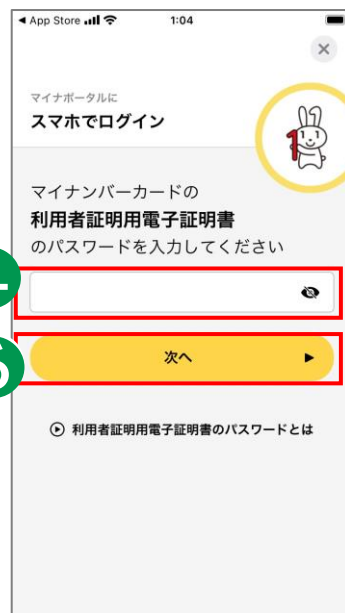 ◀ App Store 1:04
×
マイナポータルに
スマホでログイン
1
マイナンバーカードの
利用者証明用電子証明書
のパスワードを入力してください
次へ
利用者証明用電子証明書のパスワードとは